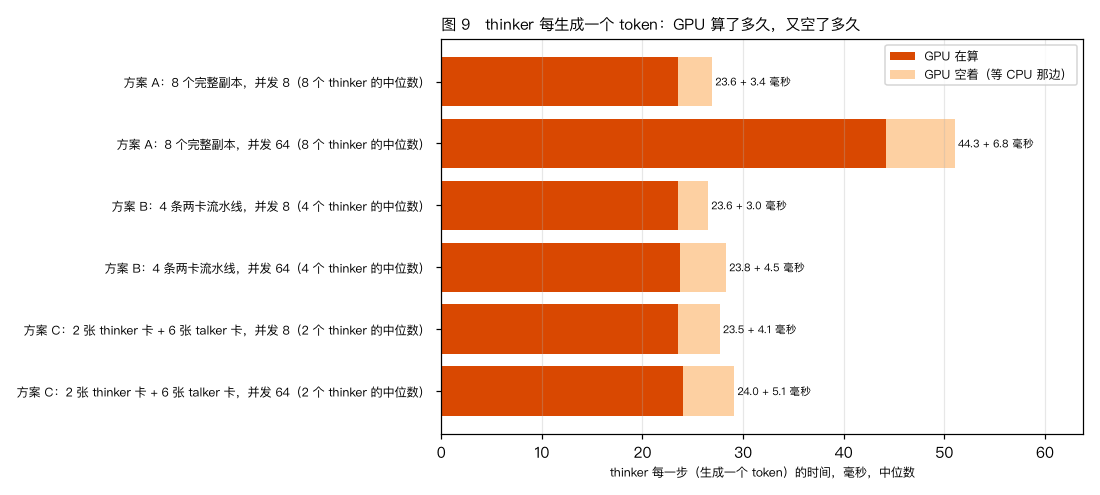 图 9 thinker 每生成一个 token：GPU 算了多久，又空了多久
GPU 在算
GPU 空着（等 CPU 那边）
方案 A：8 个完整副本，并发 8（8 个 thinker 的中位数）
23.6 + 3.4 毫秒
方案 A：8 个完整副本，并发 64（8 个 thinker 的中位数）
44.3 + 6.8 毫秒
方案 B：4 条两卡流水线，并发 8（4 个 thinker 的中位数）
23.6 + 3.0 毫秒
方案 B：4 条两卡流水线，并发 64（4 个 thinker 的中位数）
23.8 + 4.5 毫秒
方案 C：2 张 thinker 卡 + 6 张 talker 卡，并发 8（2 个 thinker 的中位数）
23.5 + 4.1 毫秒
方案 C：2 张 thinker 卡 + 6 张 talker 卡，并发 64（2 个 thinker 的中位数）
24.0 + 5.1 毫秒
0 10 20 30 40 50 60
thinker 每一步（生成一个 token）的时间，毫秒，中位数